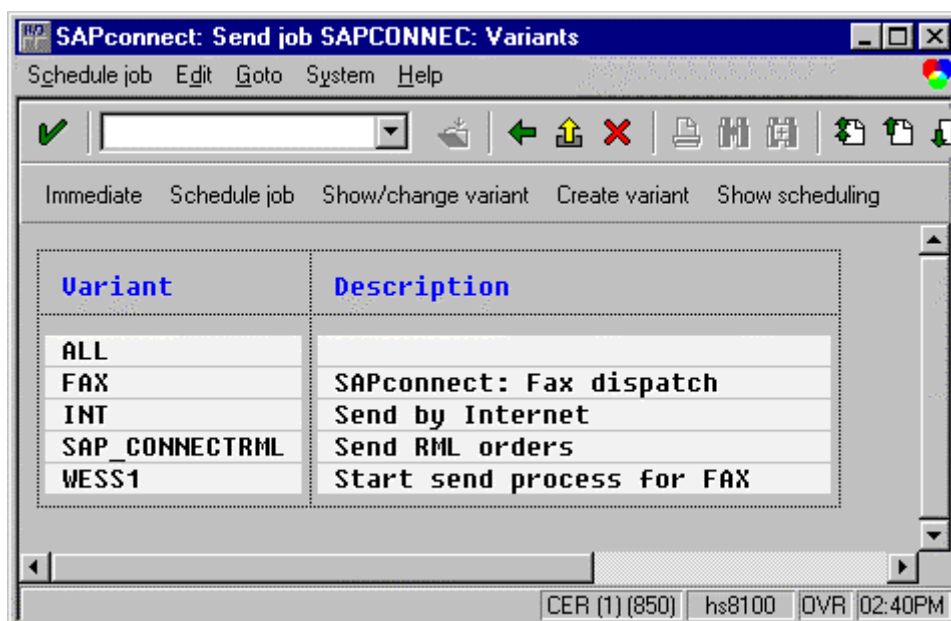 SAPconnect: Send job SAPCONNEC: Variants
Schedule job Edit Goto System Help
Immediate Schedule job Show/change variant Create variant Show scheduling
Variant Description
ALL
FAX SAPconnect: Fax dispatch
INT Send by Internet
SAP_CONNECTRML Send RML orders
WESS1 Start send process for FAX
CER (1) (850) hs8100 OVR 02:40PM